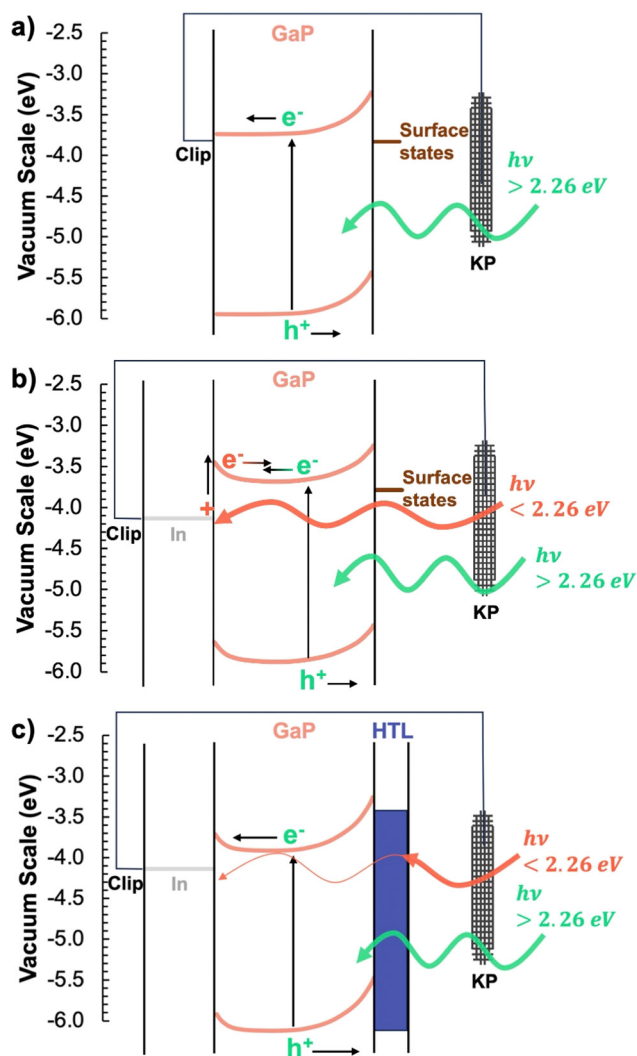 a)
GaP
-2.5
-3.0
-3.5
-4.0
-4.5
-5.0
-5.5
-6.0
Vacuum Scale (eV)
e-
Clip
Surface
states
hν
> 2.26 eV
KP
h+
b)
GaP
-2.5
-3.0
-3.5
-4.0
-4.5
-5.0
-5.5
-6.0
Vacuum Scale (eV)
e-
e-
+
Surface
states
Clip
In
hν
< 2.26 eV
hν
> 2.26 eV
KP
h+
c)
GaP
HTL
-2.5
-3.0
-3.5
-4.0
-4.5
-5.0
-5.5
-6.0
Vacuum Scale (eV)
e-
Clip
In
hν
< 2.26 eV
hν
> 2.26 eV
KP
h+